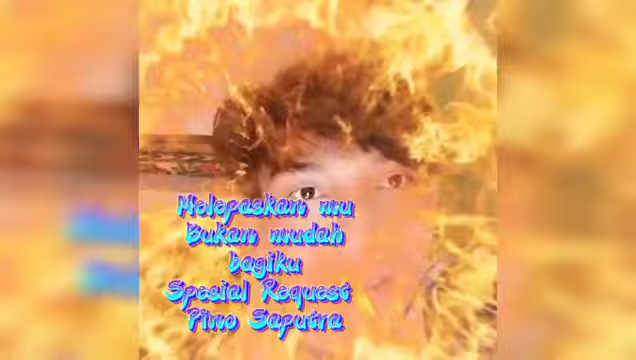 Melepaskan mu
Bukan mudah
bagiku
Spesial Request
Pino Saputra